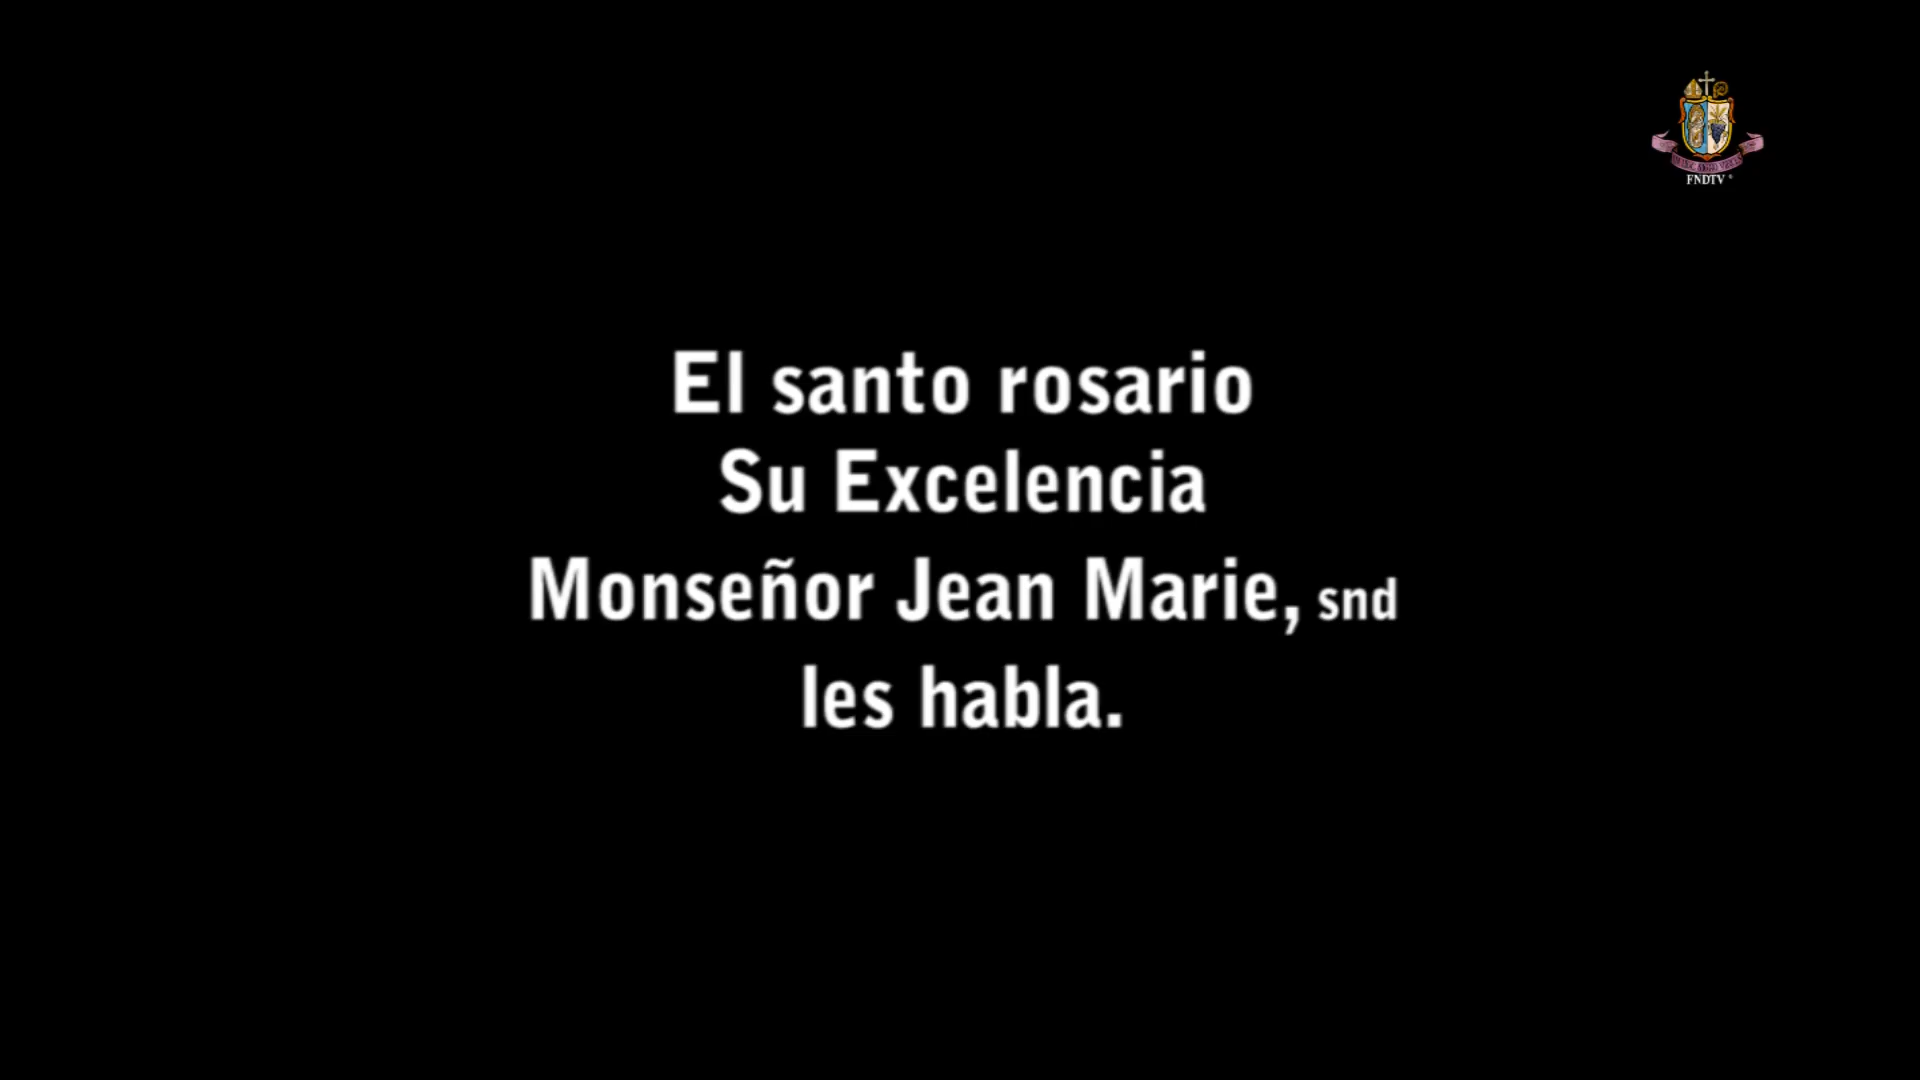 El santo rosario
Su Excelencia
Monseñor Jean Marie, snd
les habla.
FNDTV